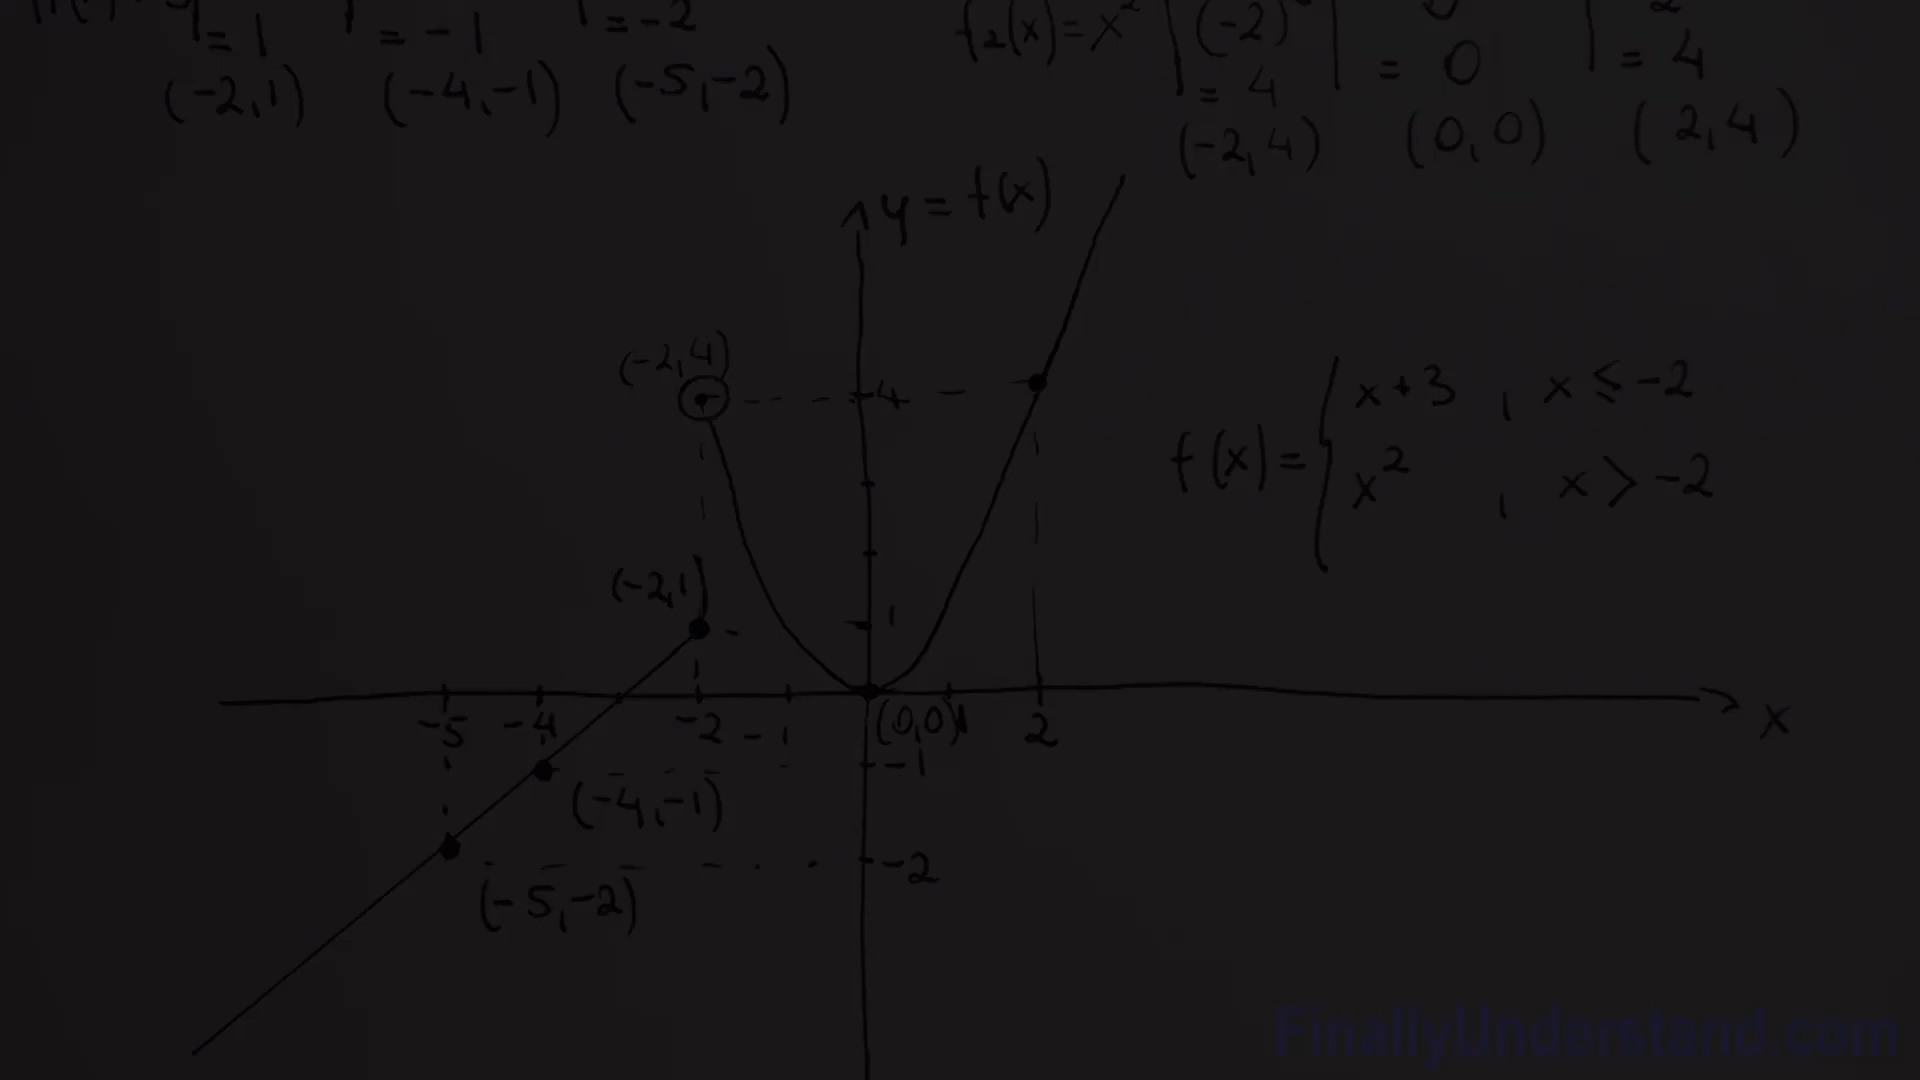 = 1 = -1 = -2
f₂(x) = x² | (-2) | = 4 | = 0 | = 4
(-2,1) (-4,-1) (-5,-2)
(-2,4) (0,0) (2,4)
y = f(x)
(-2,4)
4
f(x) = { x + 3 , x ≤ -2
x² , x > -2
(-2,1)
1
-5 -4 -2 -1 (0,0) 1 2 x
-1
(-4,-1)
-2
(-5,-2)
FinallyUnderstand.com